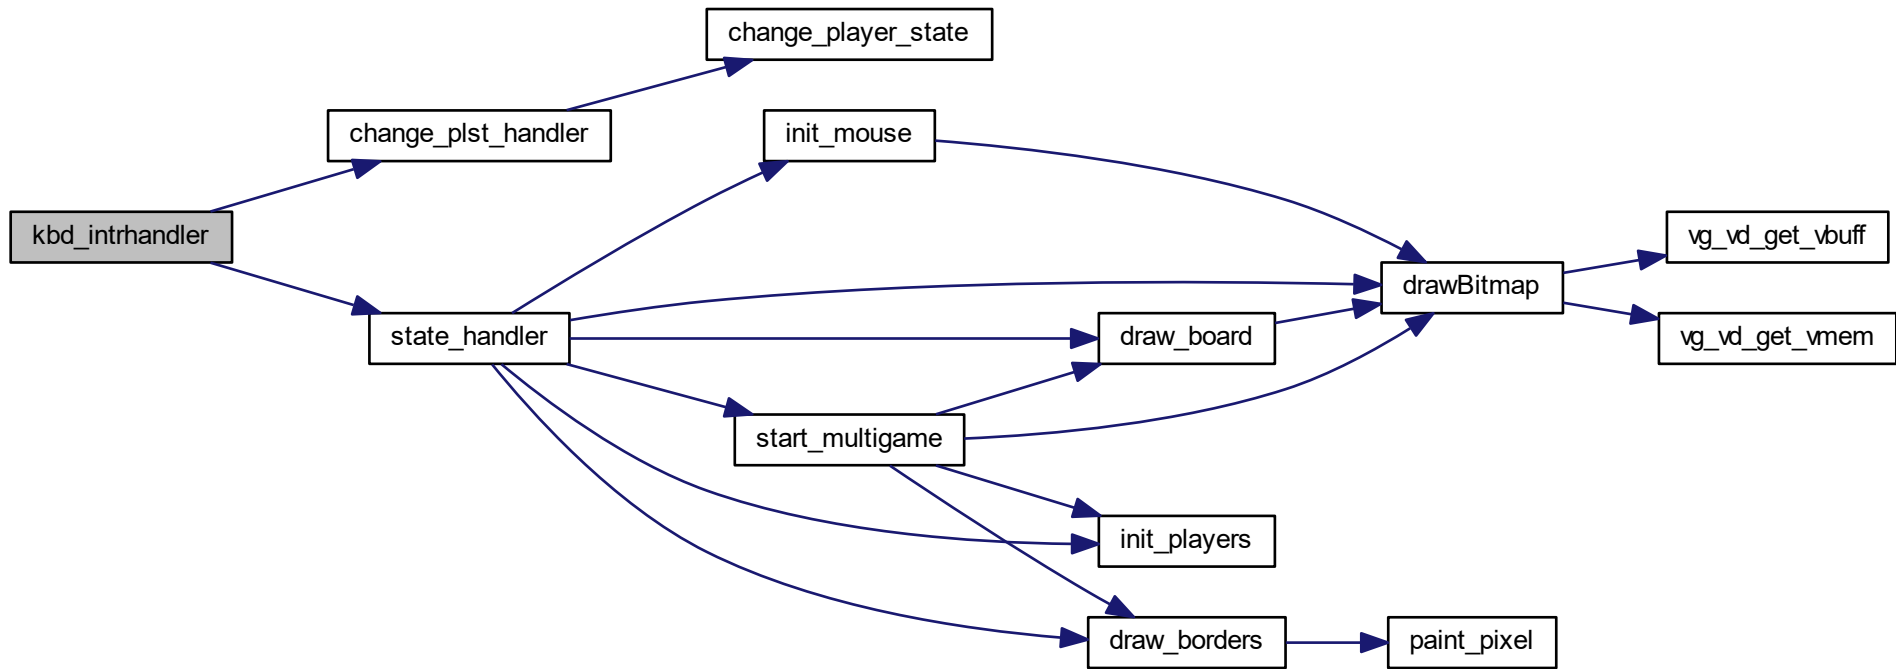 change_player_state
change_plst_handler
init_mouse
kbd_intrhandler
vg_vd_get_vbuff
drawBitmap
state_handler
draw_board
vg_vd_get_vmem
start_multigame
init_players
draw_borders
paint_pixel